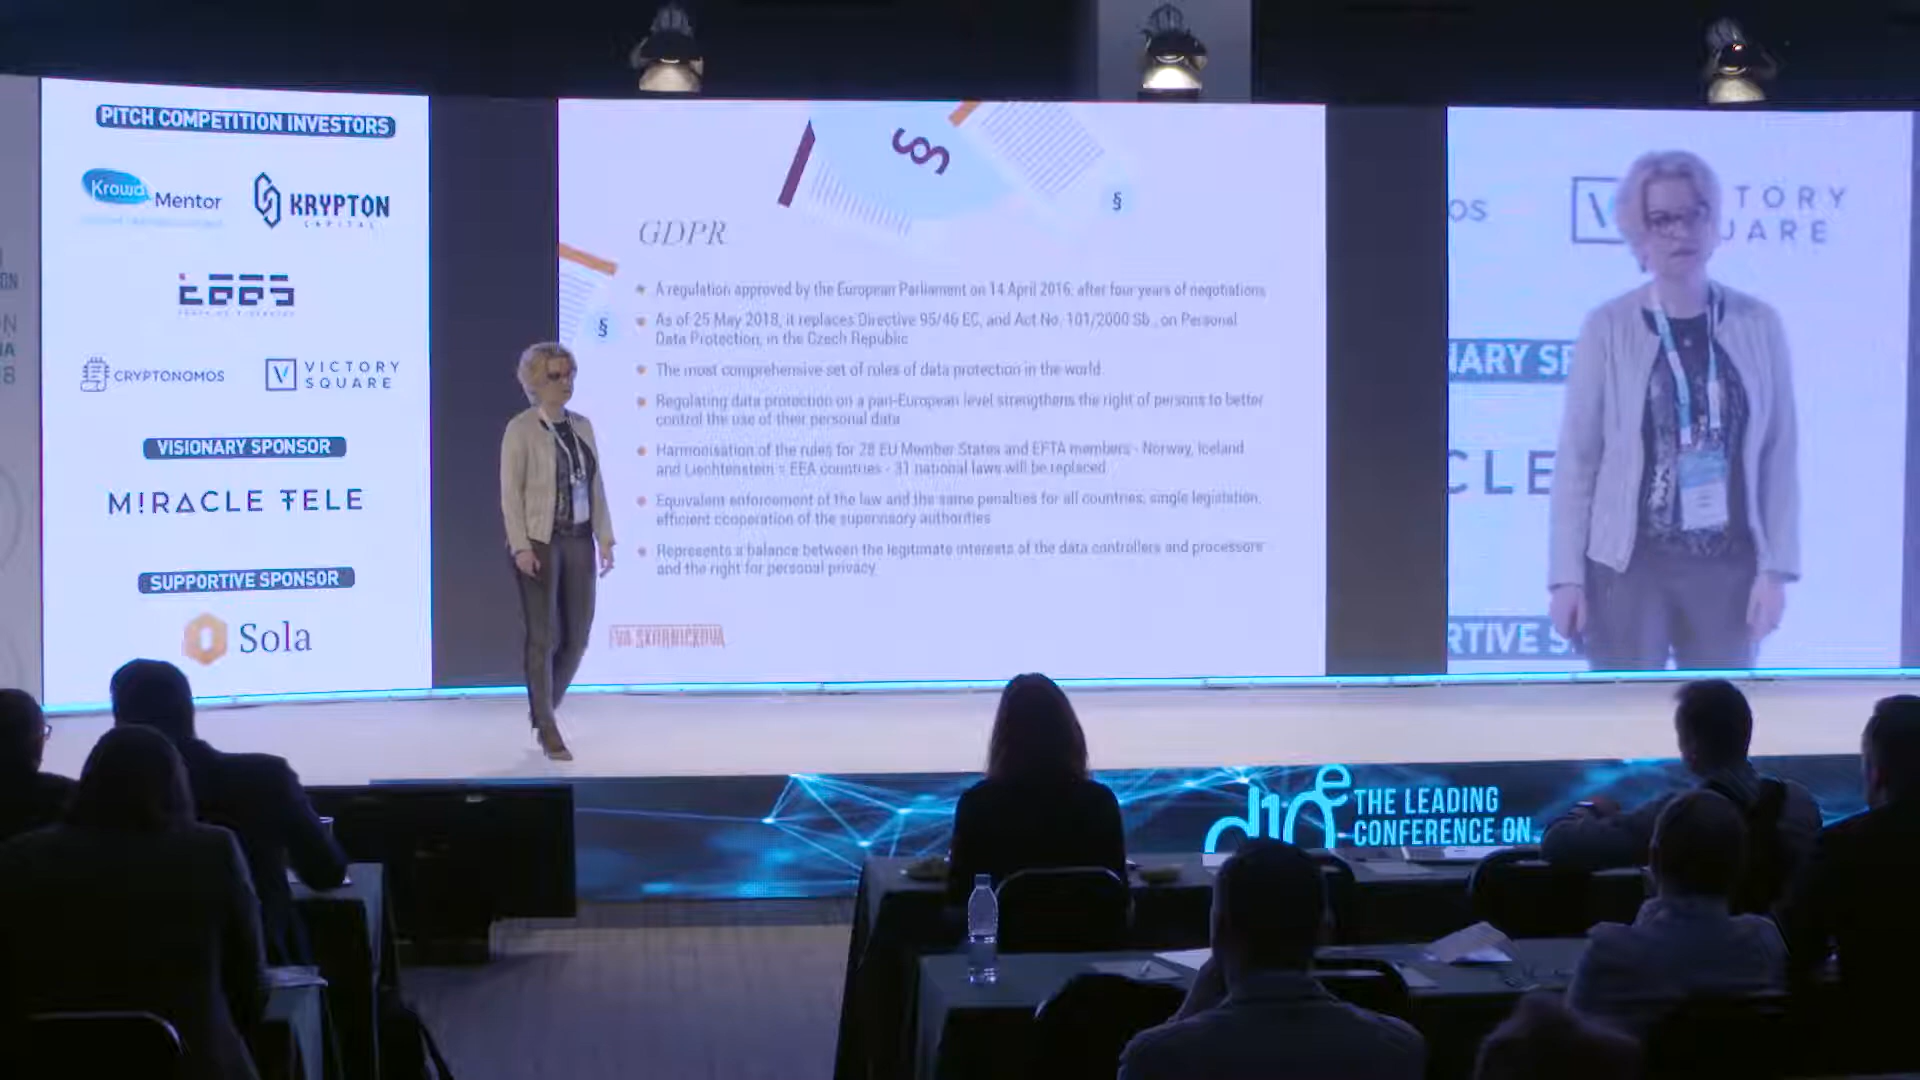 PITCH COMPETITION INVESTORS
Krowd
Mentor
KRYPTON
CAPITAL
CRYPTONOMOS
VICTORY
SQUARE
VISIONARY SPONSOR
M!RACLE TELE
SUPPORTIVE SPONSOR
Sola
§
§
§
GDPR
A regulation approved by the European Parliament on 14 April 2016, after four years of negotiations
As of 25 May 2018, it replaces Directive 95/46 EC, and Act No. 101/2000 Sb., on Personal
Data Protection, in the Czech Republic
The most comprehensive set of rules of data protection in the world.
Regulating data protection on a pan-European level strengthens the right of persons to better
control the use of their personal data
Harmonisation of the rules for 28 EU Member States and EFTA members - Norway, Iceland
and Liechtenstein = EEA countries - 31 national laws will be replaced
Equivalent enforcement of the law and the same penalties for all countries, single legislation,
efficient cooperation of the supervisory authorities
Represents a balance between the legitimate interests of the data controllers and processors
and the right for personal privacy
EVA ŠKORNIČKOVÁ
OS
V
TORY
UARE
NARY SP
CLE
RTIVE S
d10e
THE LEADING
CONFERENCE ON